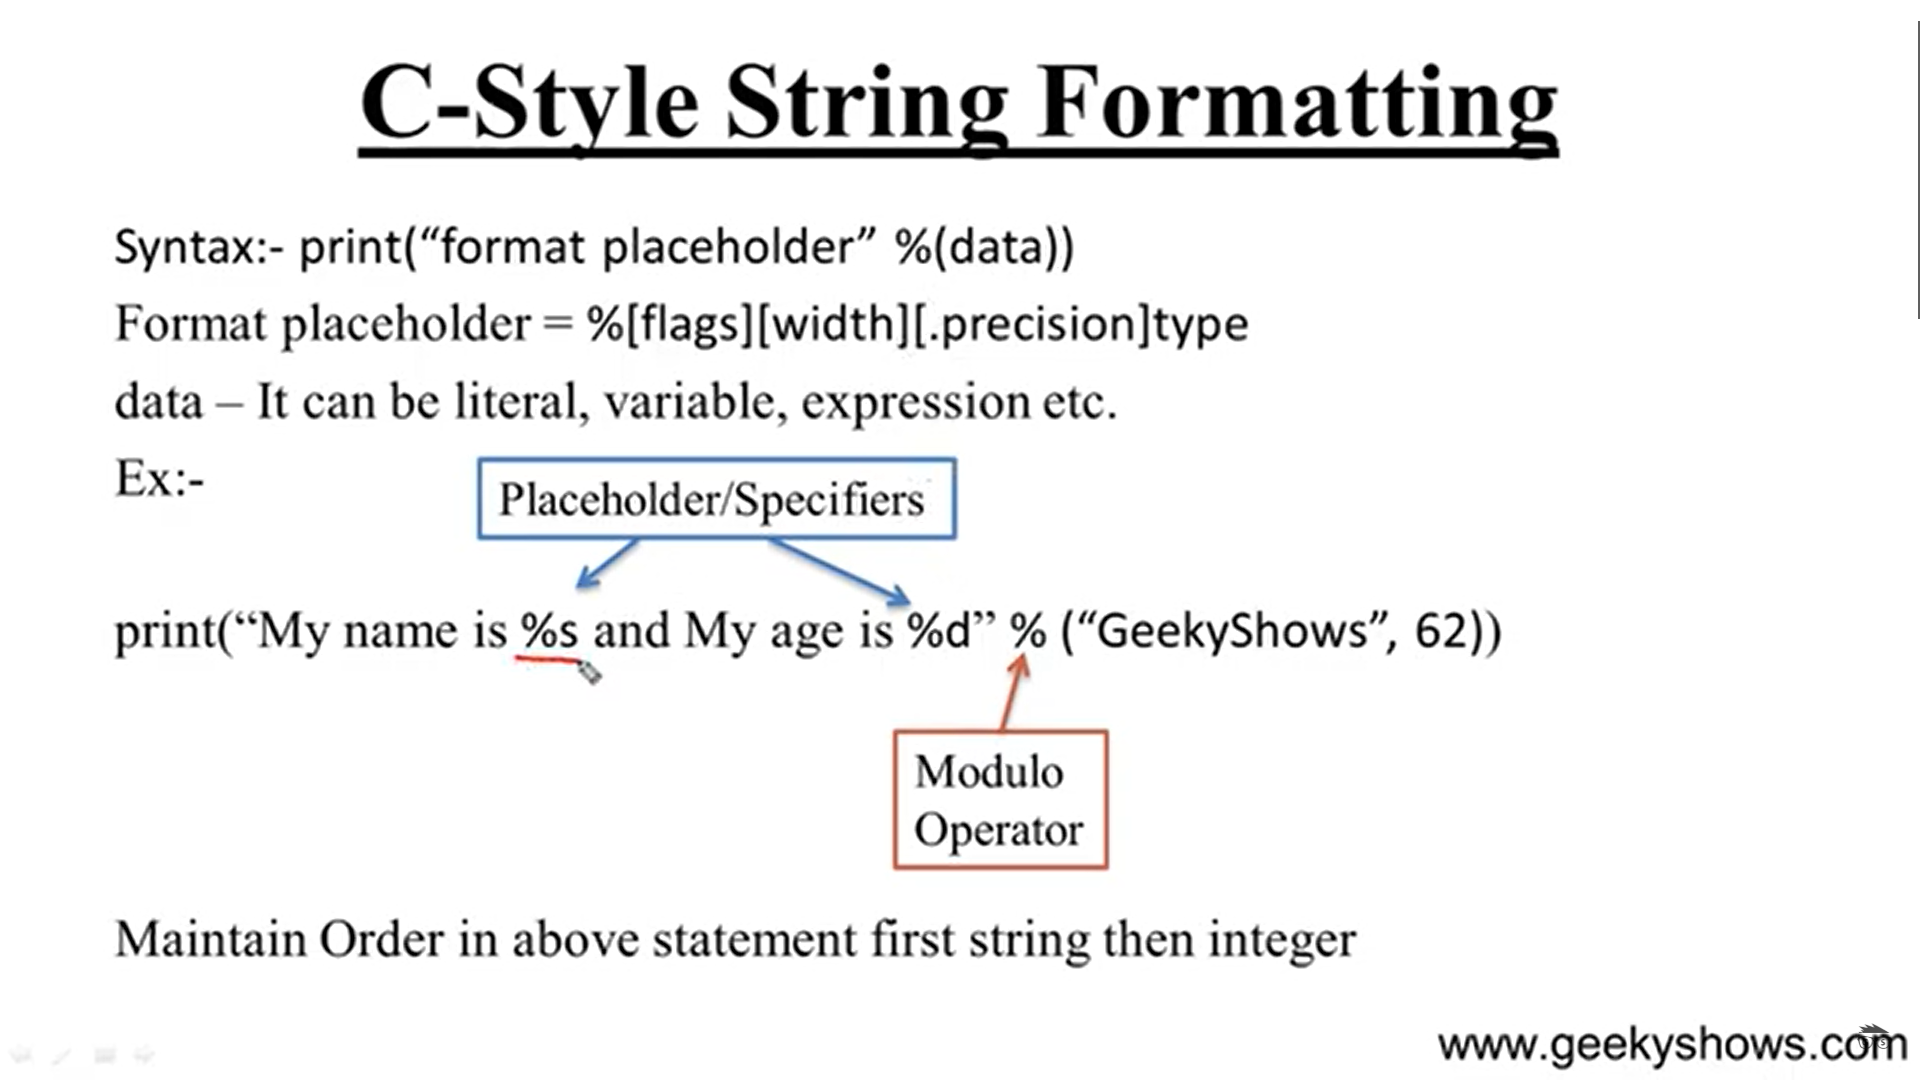 C-Style String Formatting
Syntax:- print(“format placeholder” %(data))
Format placeholder = %[flags][width][.precision]type
data – It can be literal, variable, expression etc.
Ex:-
Placeholder/Specifiers
print(“My name is %s and My age is %d” % (“GeekyShows”, 62))
Modulo
Operator
Maintain Order in above statement first string then integer
www.geekyshows.com